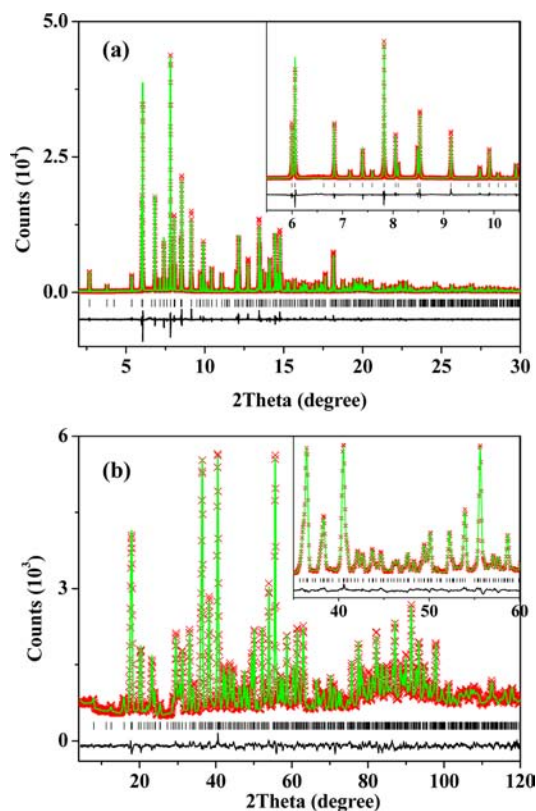 (a)
5.0
2.5
0.0
Counts (10⁴)
6 7 8 9 10
5 10 15 20 25 30
2Theta (degree)
(b)
6
3
0
Counts (10³)
40 50 60
20 40 60 80 100 120
2Theta (degree)